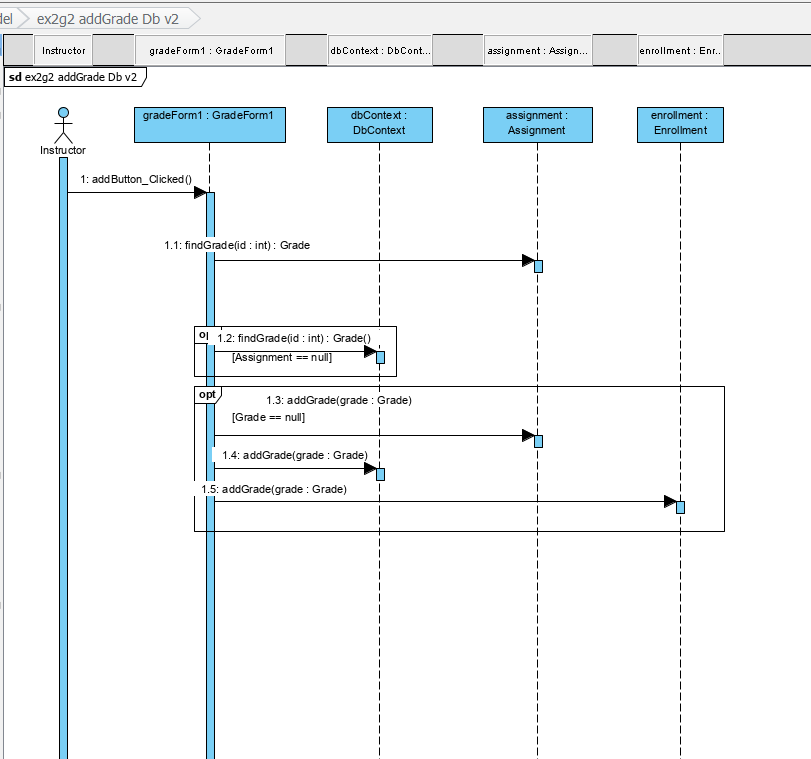 del
ex2g2 addGrade Db v2
Instructor
gradeForm1 : GradeForm1
dbContext : DbCont...
assignment : Assign...
enrollment : Enr...
sd ex2g2 addGrade Db v2
gradeForm1 : GradeForm1
dbContext :
DbContext
assignment :
Assignment
enrollment :
Enrollment
Instructor
1: addButton_Clicked()
1.1: findGrade(id : int) : Grade
1.2: findGrade(id : int) : Grade()
[Assignment == null]
opt
1.3: addGrade(grade : Grade)
[Grade == null]
1.4: addGrade(grade : Grade)
1.5: addGrade(grade : Grade)